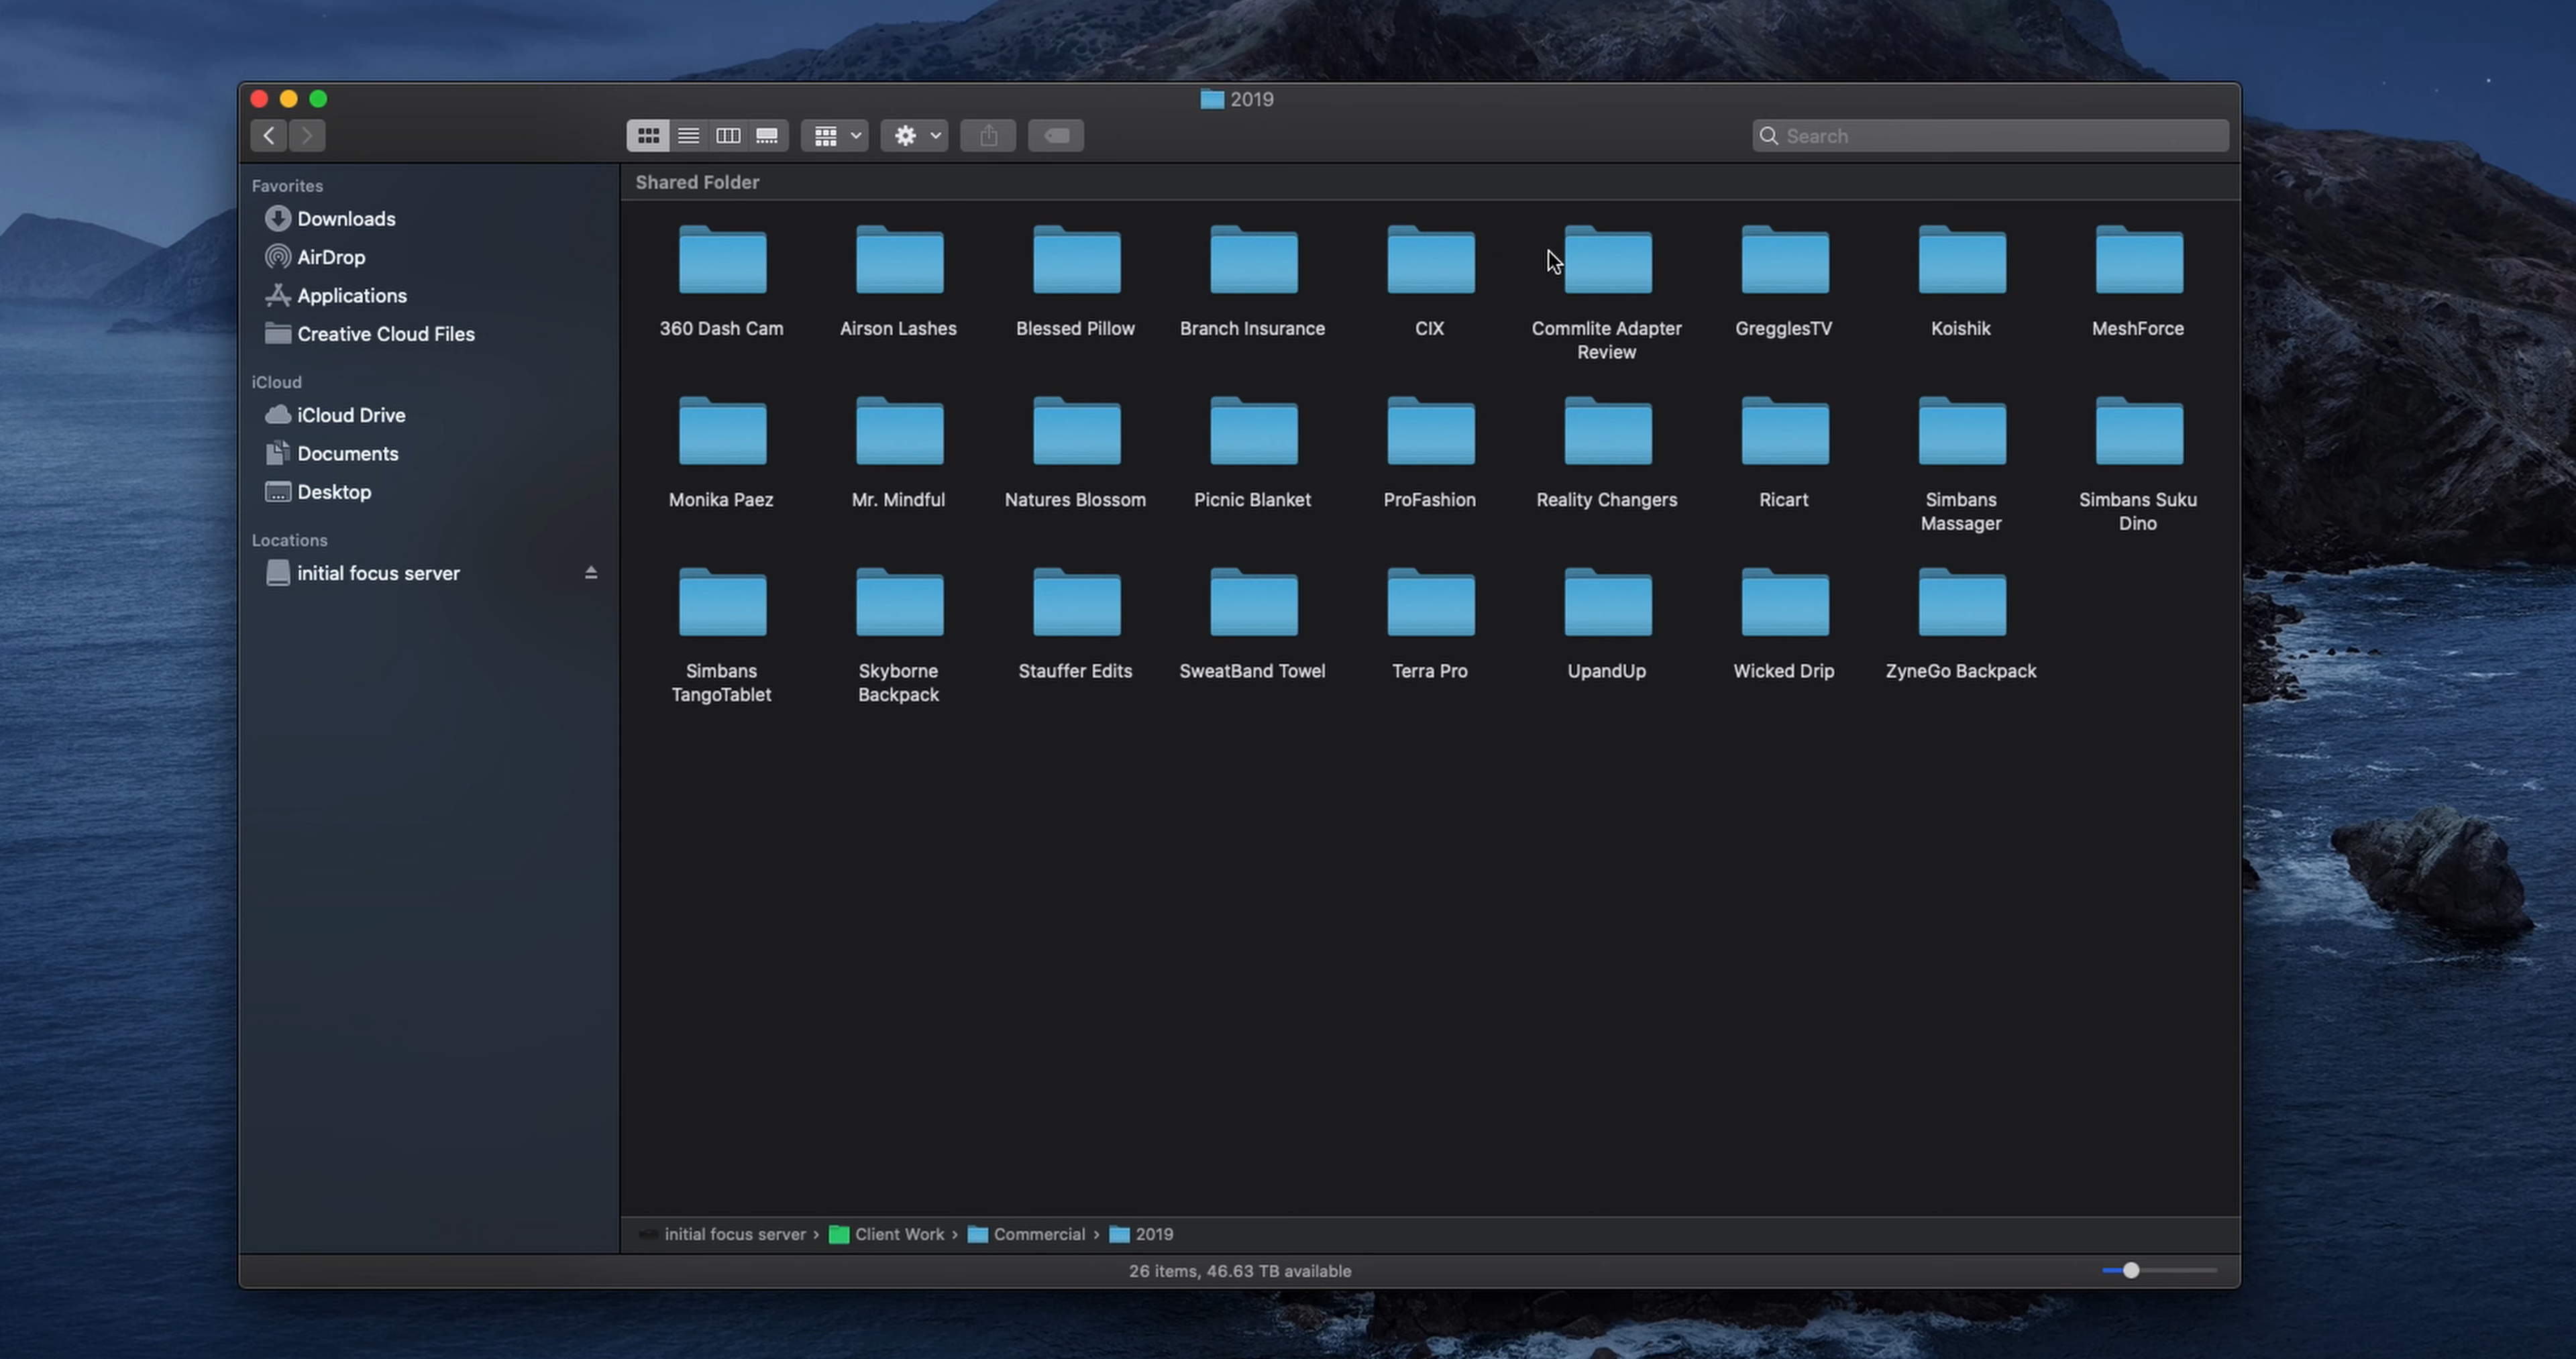 2019
Search
Favorites
Downloads
AirDrop
Applications
Creative Cloud Files
iCloud
iCloud Drive
Documents
Desktop
Locations
initial focus server
Shared Folder
360 Dash Cam
Airson Lashes
Blessed Pillow
Branch Insurance
CIX
Commlite Adapter
Review
GregglesTV
Koishik
MeshForce
Monika Paez
Mr. Mindful
Natures Blossom
Picnic Blanket
ProFashion
Reality Changers
Ricart
Simbans
Massager
Simbans Suku
Dino
Simbans
TangoTablet
Skyborne
Backpack
Stauffer Edits
SweatBand Towel
Terra Pro
UpandUp
Wicked Drip
ZyneGo Backpack
initial focus server › Client Work › Commercial › 2019
26 items, 46.63 TB available